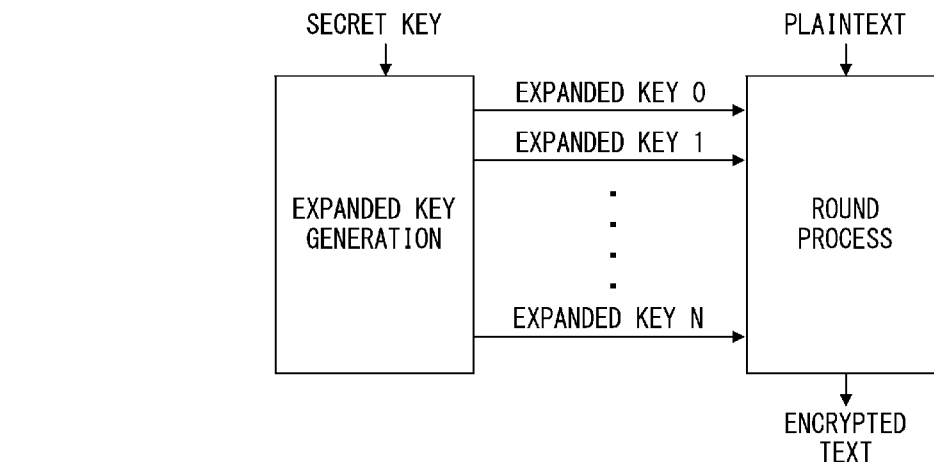 SECRET KEY
PLAINTEXT
EXPANDED KEY 0
EXPANDED KEY 1
EXPANDED KEY
GENERATION
ROUND
PROCESS
EXPANDED KEY N
ENCRYPTED
TEXT